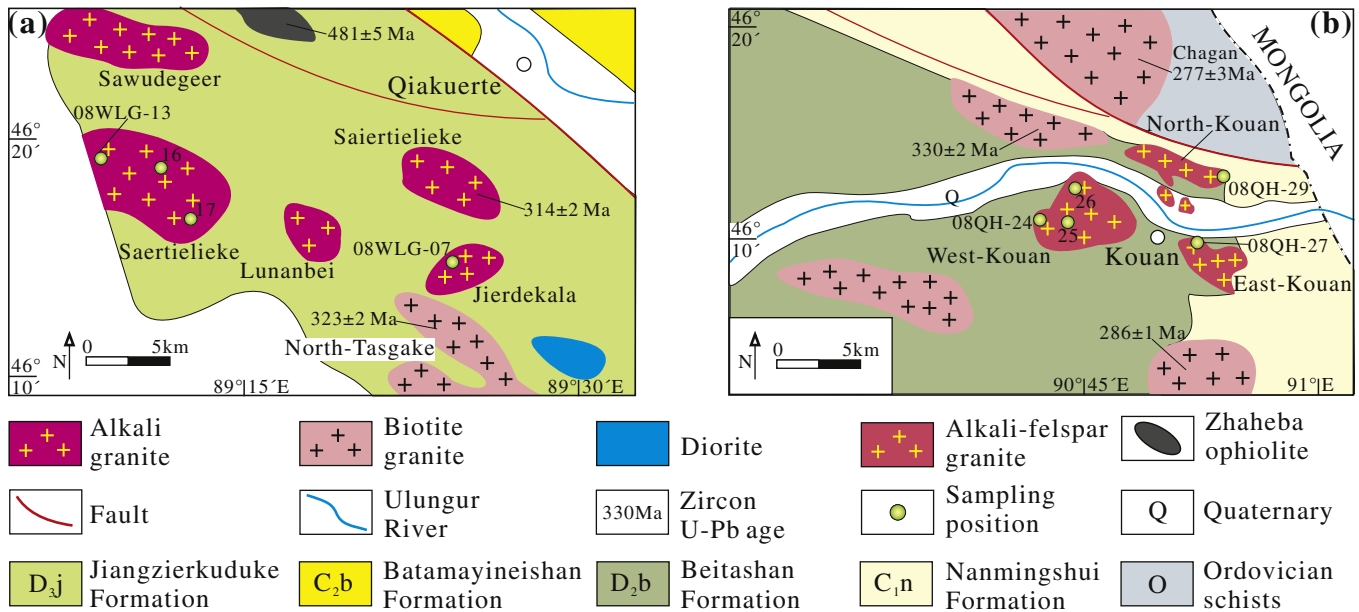 (a)
481±5 Ma
Sawudegeer
Qiakuerte
08WLG-13
46°
20´
Saiertielieke
16
314±2 Ma
17
Saertielieke
Lunanbei
08WLG-07
Jierdekala
323±2 Ma
North-Tasgake
N
0 5km
46°
10´
89°15´E
89°30´E
(b)
46°
20´
Chagan
277±3Ma
MONGOLIA
North-Kouan
330±2 Ma
08QH-29
Q
26
08QH-24
25
46°
10´
08QH-27
West-Kouan
Kouan
East-Kouan
286±1 Ma
N
0 5km
90°45´E
91°E
Alkali
granite
Biotite
granite
Diorite
Alkali-felspar
granite
Zhaheba
ophiolite
Fault
Ulungur
River
330Ma
Zircon
U-Pb age
Sampling
position
Q
Quaternary
D₃j
Jiangzierkuduke
Formation
C₂b
Batamayineishan
Formation
D₂b
Beitashan
Formation
C₁n
Nanmingshui
Formation
O
Ordovician
schists